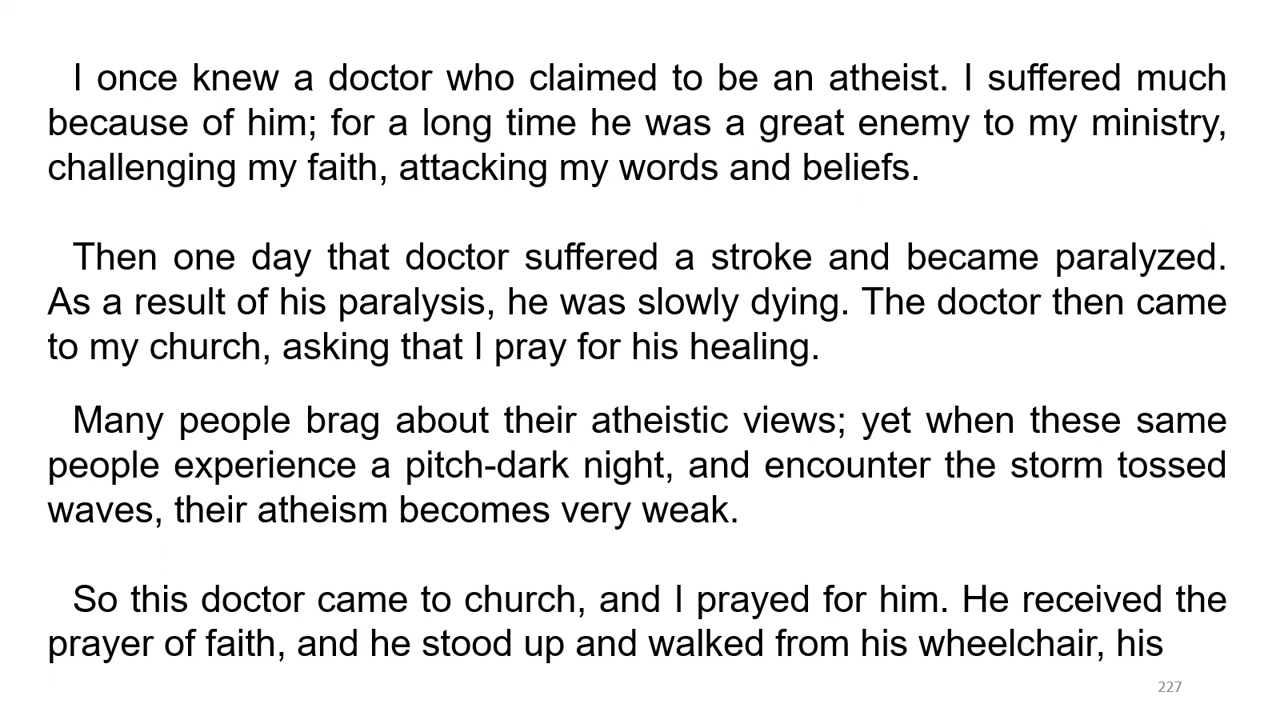 I once knew a doctor who claimed to be an atheist. I suffered much
because of him; for a long time he was a great enemy to my ministry,
challenging my faith, attacking my words and beliefs.
Then one day that doctor suffered a stroke and became paralyzed.
As a result of his paralysis, he was slowly dying. The doctor then came
to my church, asking that I pray for his healing.
Many people brag about their atheistic views; yet when these same
people experience a pitch-dark night, and encounter the storm tossed
waves, their atheism becomes very weak.
So this doctor came to church, and I prayed for him. He received the
prayer of faith, and he stood up and walked from his wheelchair, his
227